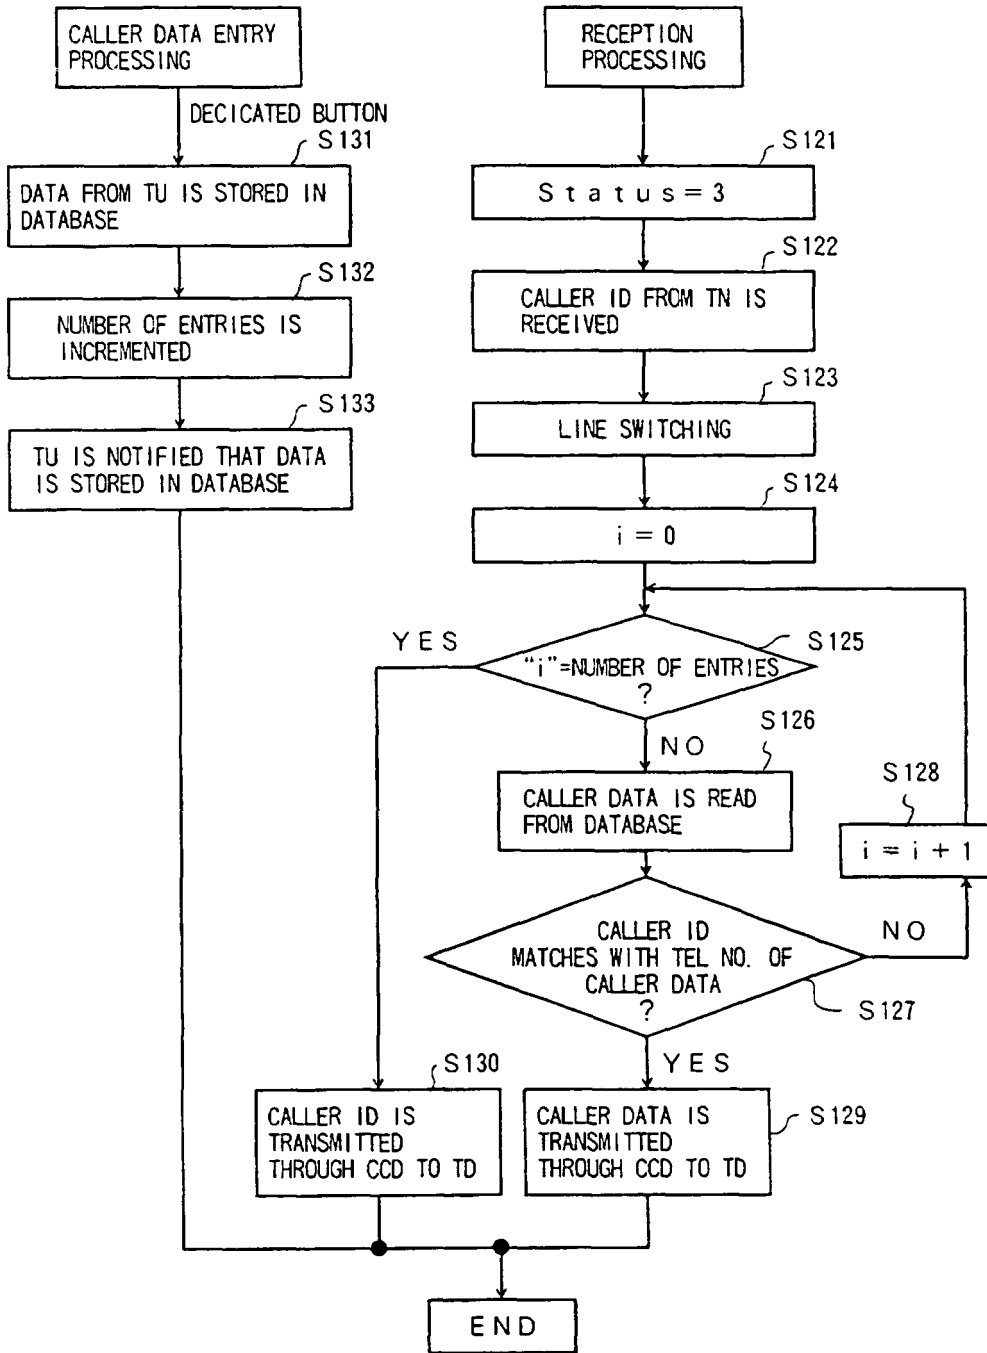 CALLER DATA ENTRY
PROCESSING
DECICATED BUTTON
S131
DATA FROM TU IS STORED IN
DATABASE
S132
NUMBER OF ENTRIES IS
INCREMENTED
S133
TU IS NOTIFIED THAT DATA
IS STORED IN DATABASE
RECEPTION
PROCESSING
S121
Status=3
S122
CALLER ID FROM TN IS
RECEIVED
S123
LINE SWITCHING
S124
i = 0
YES
S125
"i"=NUMBER OF ENTRIES
?
NO
S126
CALLER DATA IS READ
FROM DATABASE
S128
i = i + 1
CALLER ID
MATCHES WITH TEL NO. OF
CALLER DATA
?
NO
S127
YES
S130
CALLER ID IS
TRANSMITTED
THROUGH CCD TO TD
S129
CALLER DATA IS
TRANSMITTED
THROUGH CCD TO TD
END